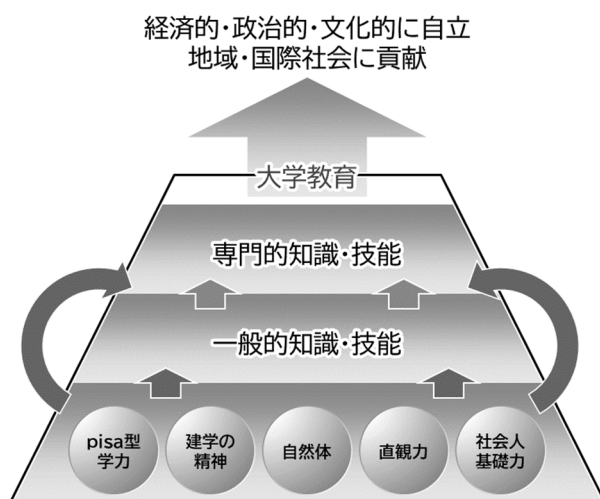 経済的・政治的・文化的に自立
地域・国際社会に貢献
大学教育
専門的知識・技能
一般的知識・技能
pisa型
学力
建学の
精神
自然体
直観力
社会人
基礎力